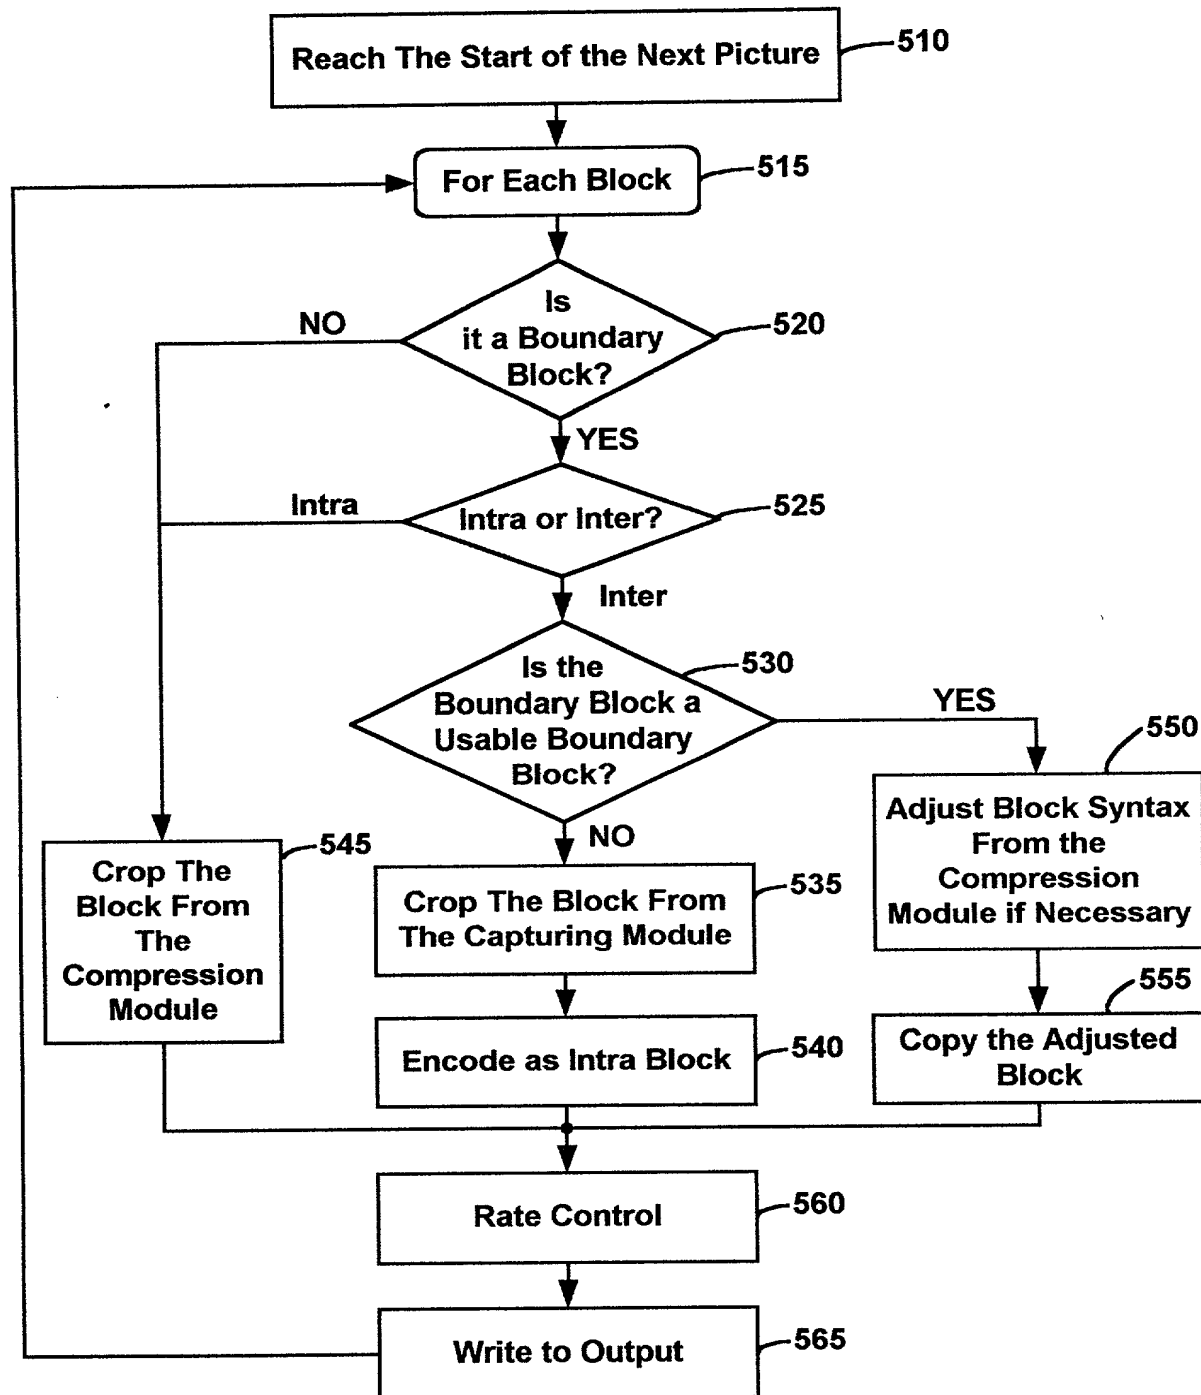 Reach The Start of the Next Picture
510
For Each Block
515
Is
it a Boundary
Block?
520
NO
YES
Intra or Inter?
525
Intra
Inter
Is the
Boundary Block a
Usable Boundary
Block?
530
YES
NO
550
Adjust Block Syntax
From the
Compression
Module if Necessary
545
Crop The
Block From
The
Compression
Module
535
Crop The Block From
The Capturing Module
555
Copy the Adjusted
Block
Encode as Intra Block
540
Rate Control
560
Write to Output
565